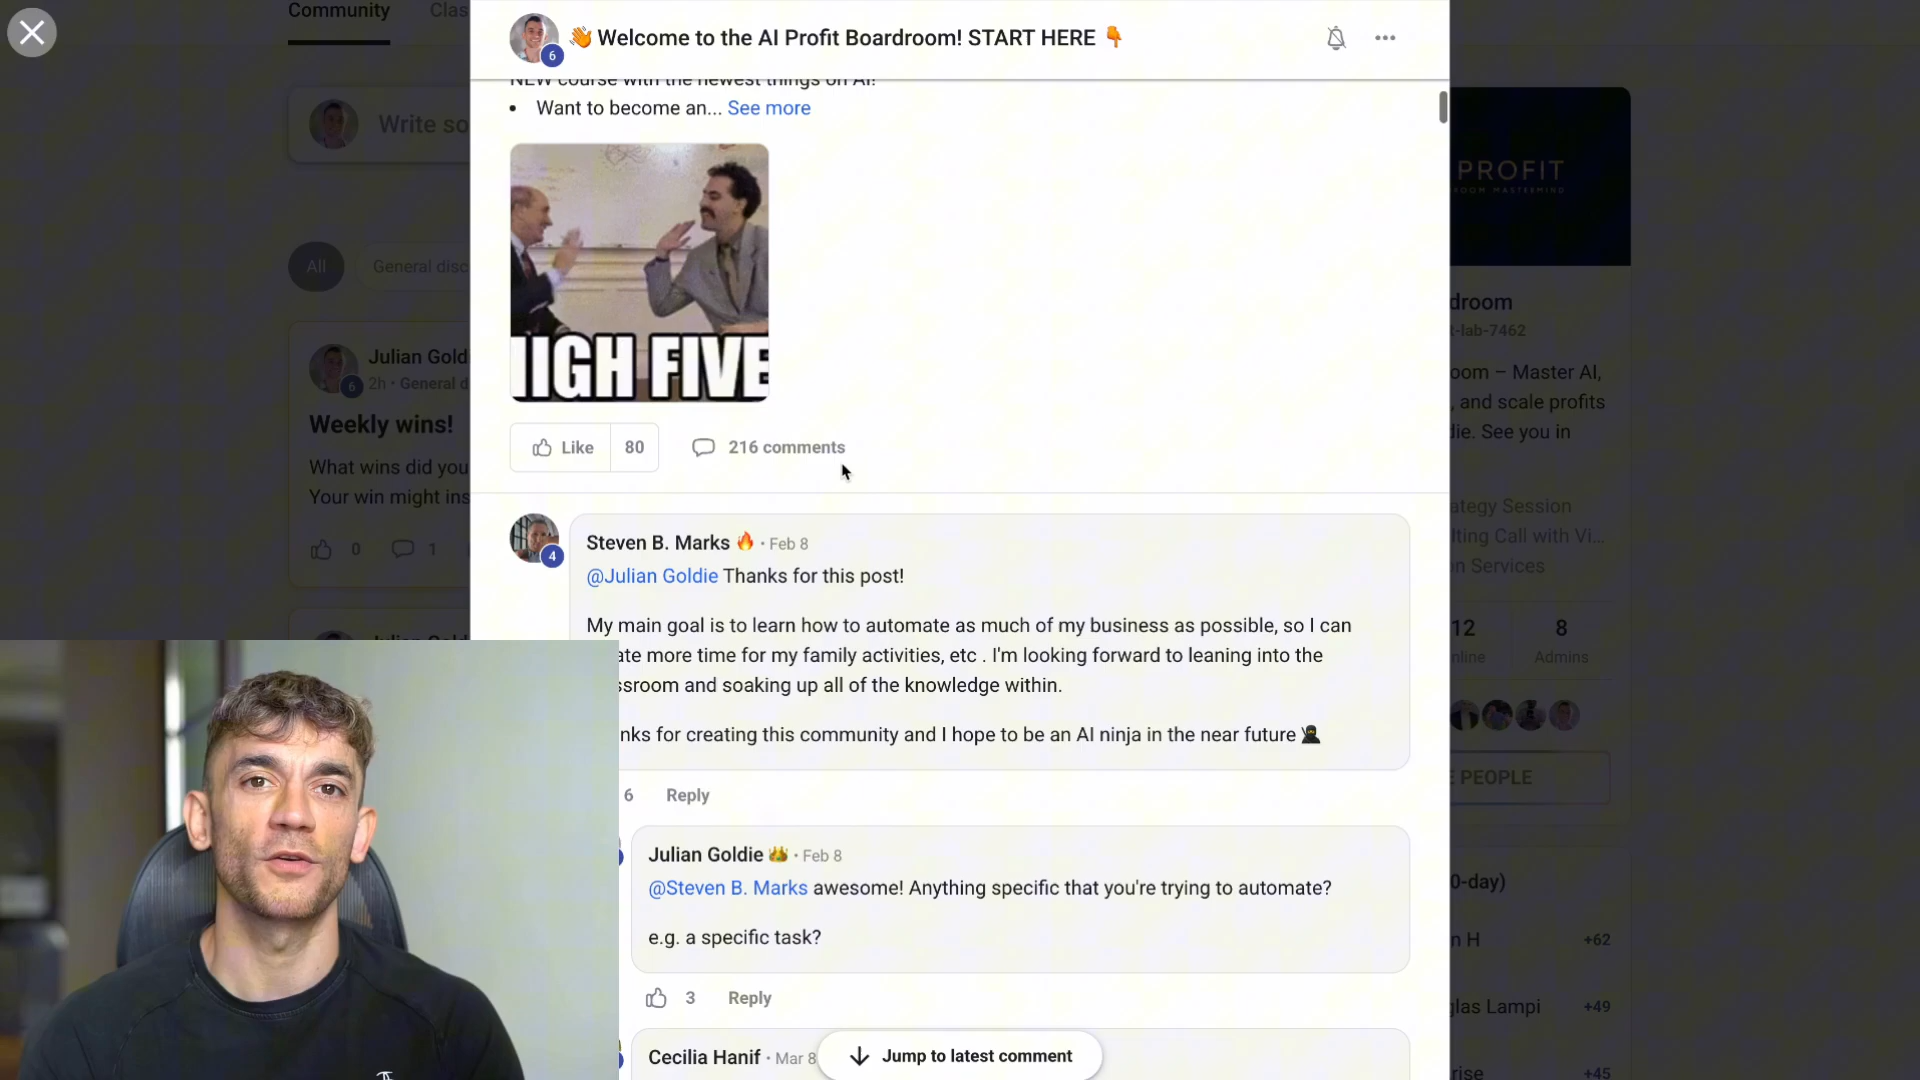 Community
Clas
6
👋 Welcome to the AI Profit Boardroom! START HERE 👇
NEW course with the newest things on AI!
• Want to become an... See more
Write so
HIGH FIVE
PROFIT
All
General disc
droom
t-lab-7462
oom – Master AI,
, and scale profits
die. See you in
Julian Gold
6
2h • General d
Weekly wins!
What wins did you
Your win might ins
0
1
Like
80
216 comments
ategy Session
lting Call with Vi...
n Services
4
Steven B. Marks 🔥 • Feb 8
@Julian Goldie Thanks for this post!
My main goal is to learn how to automate as much of my business as possible, so I can
ate more time for my family activities, etc . I'm looking forward to leaning into the
ssroom and soaking up all of the knowledge within.
nks for creating this community and I hope to be an AI ninja in the near future 🥷
6
Reply
12
nline
8
Admins
E PEOPLE
Julian Goldie • Feb 8
@Steven B. Marks awesome! Anything specific that you're trying to automate?
e.g. a specific task?
3
Reply
0-day)
n H
+62
glas Lampi
+49
rise
+45
Cecilia Hanif • Mar 8
Jump to latest comment